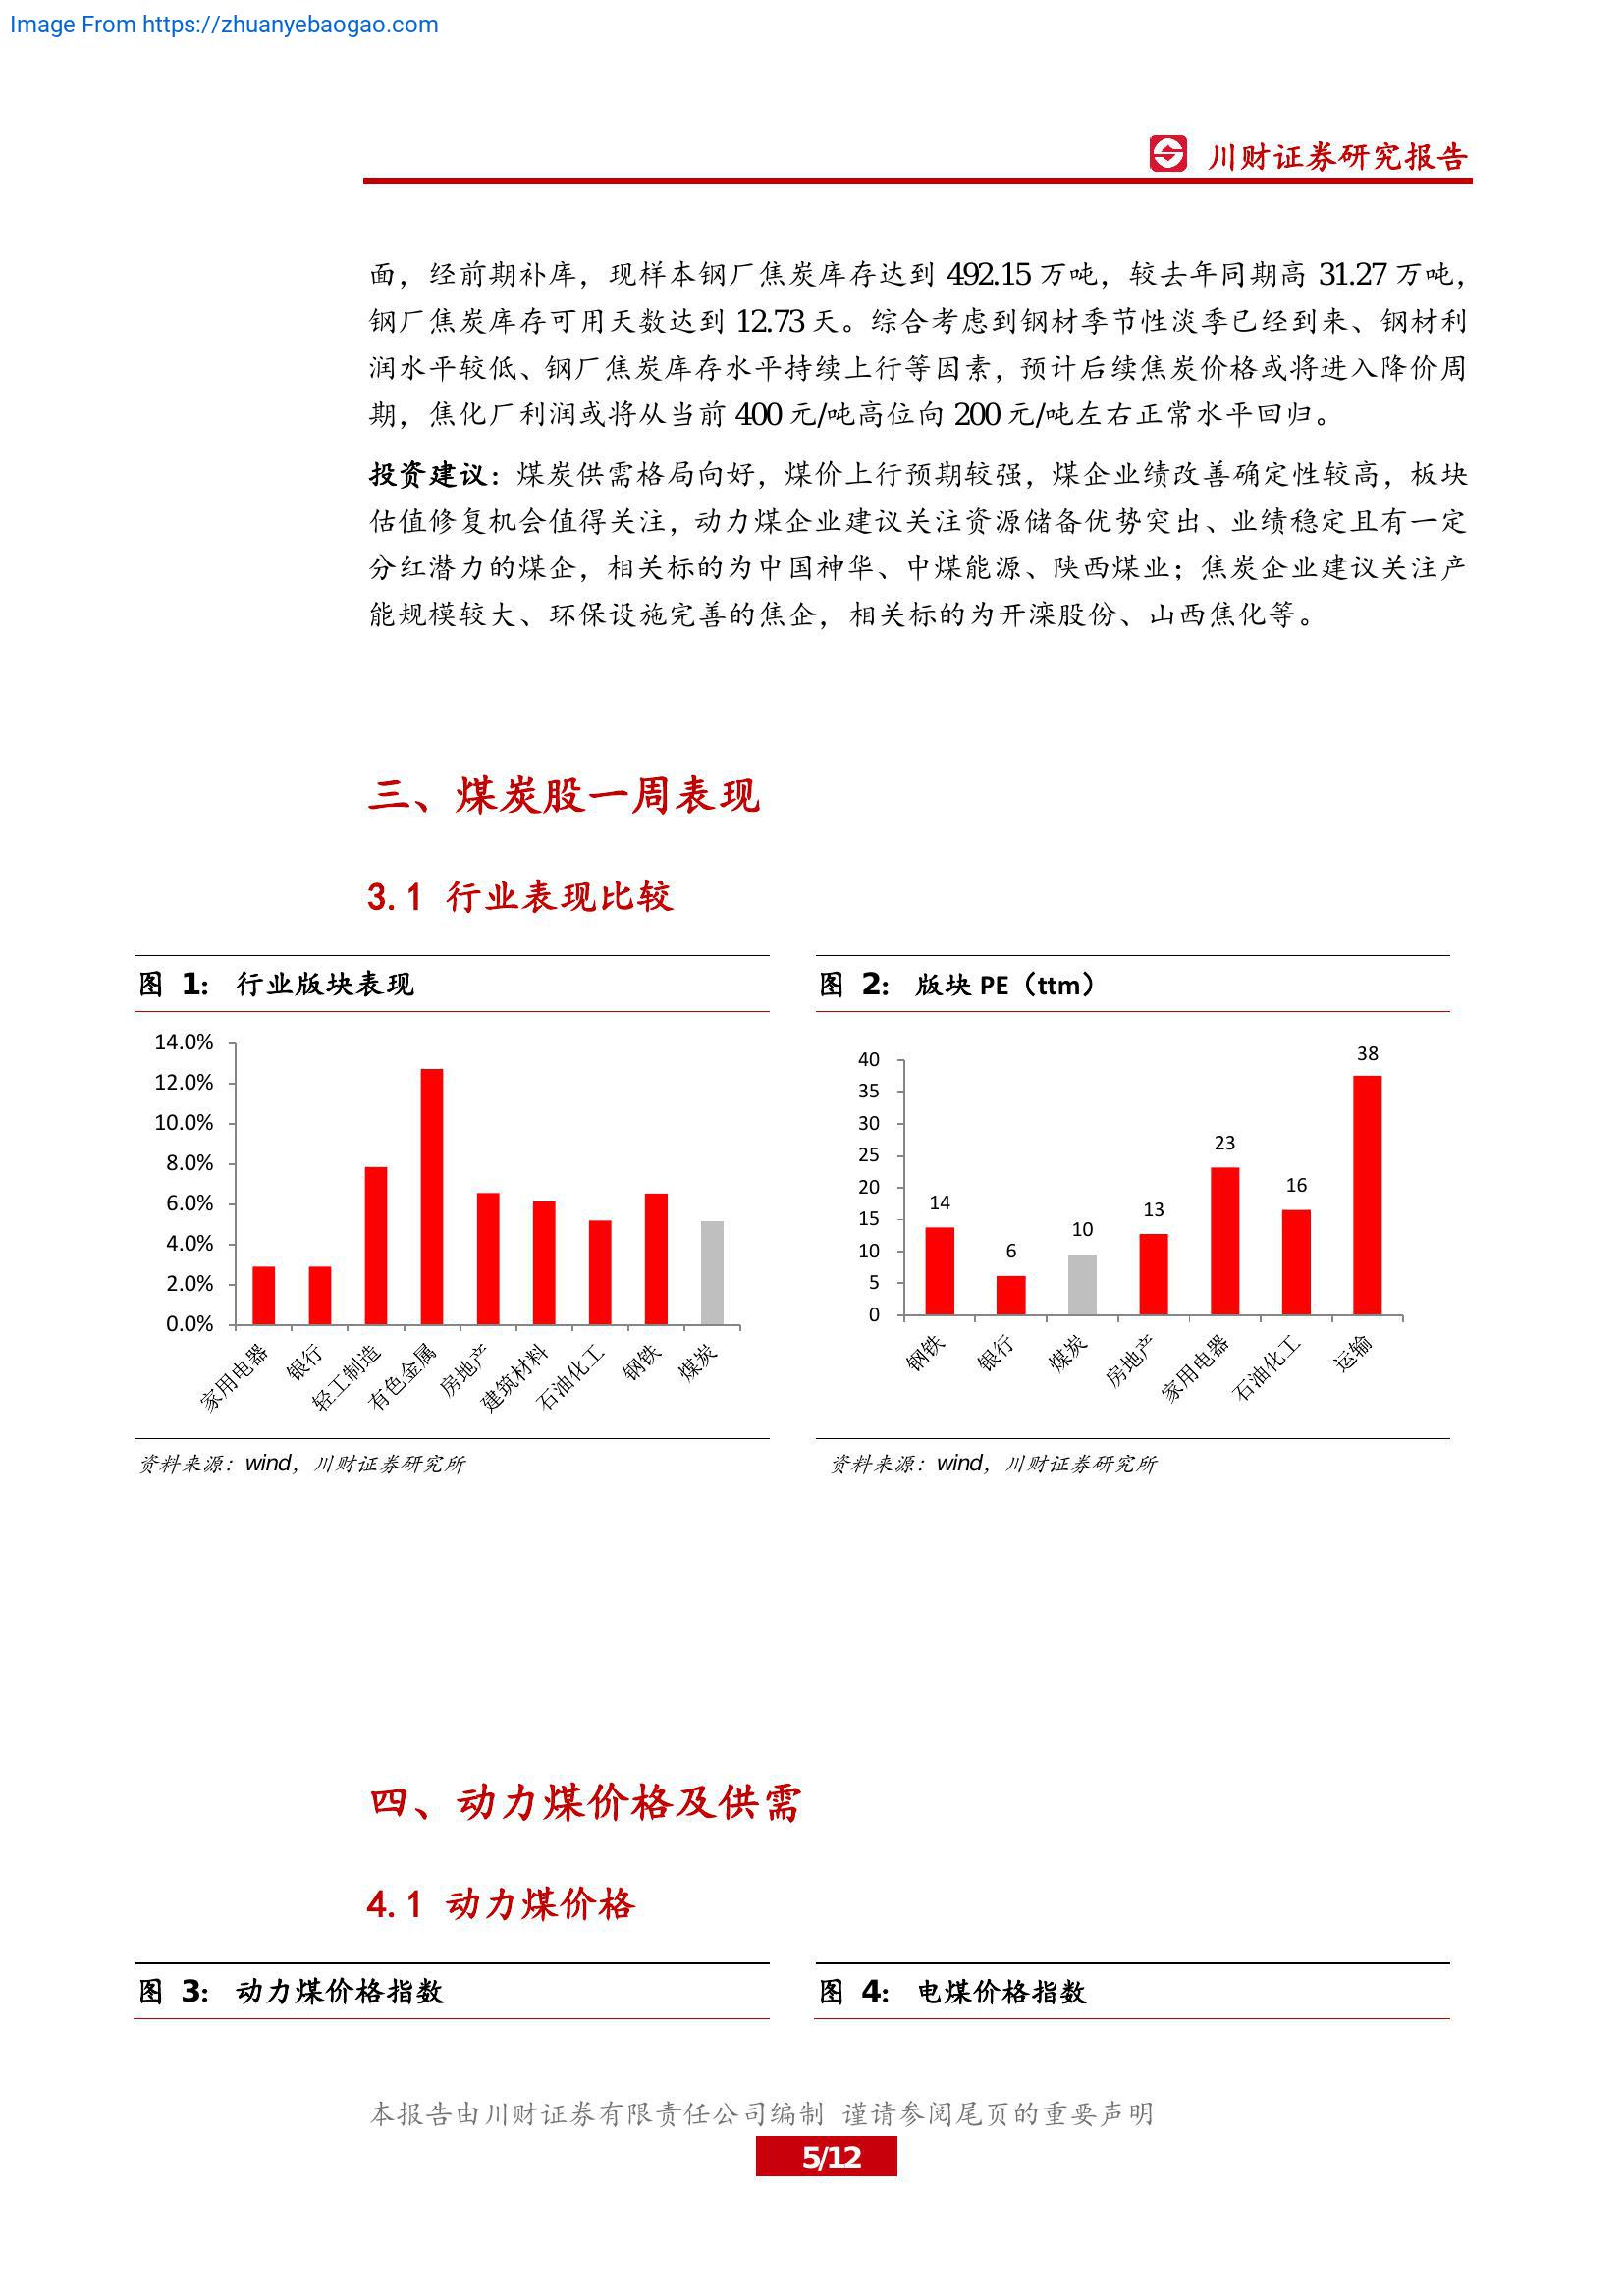 Image From https://zhuanyebaogao.com
川财证券研究报告
面，经前期补库，现样本钢厂焦炭库存达到 492.15 万吨，较去年同期高 31.27 万吨，
钢厂焦炭库存可用天数达到 12.73 天。综合考虑到钢材季节性淡季已经到来、钢材利
润水平较低、钢厂焦炭库存水平持续上行等因素，预计后续焦炭价格或将进入降价周
期，焦化厂利润或将从当前 400 元/吨高位向 200 元/吨左右正常水平回归。
投资建议：煤炭供需格局向好，煤价上行预期较强，煤企业绩改善确定性较高，板块
估值修复机会值得关注，动力煤企业建议关注资源储备优势突出、业绩稳定且有一定
分红潜力的煤企，相关标的为中国神华、中煤能源、陕西煤业；焦炭企业建议关注产
能规模较大、环保设施完善的焦企，相关标的为开滦股份、山西焦化等。
三、煤炭股一周表现
3.1 行业表现比较
图 1： 行业版块表现
14.0%
12.0%
10.0%
8.0%
6.0%
4.0%
2.0%
0.0%
家用电器
银行
轻工制造
有色金属
房地产
建筑材料
石油化工
钢铁
煤炭
资料来源：wind，川财证券研究所
图 2： 版块 PE（ttm）
40
35
30
25
20
15
10
5
0
14
6
10
13
23
16
38
钢铁
银行
煤炭
房地产
家用电器
石油化工
运输
资料来源：wind，川财证券研究所
四、动力煤价格及供需
4.1 动力煤价格
图 3： 动力煤价格指数
图 4： 电煤价格指数
本报告由川财证券有限责任公司编制 谨请参阅尾页的重要声明
5/12